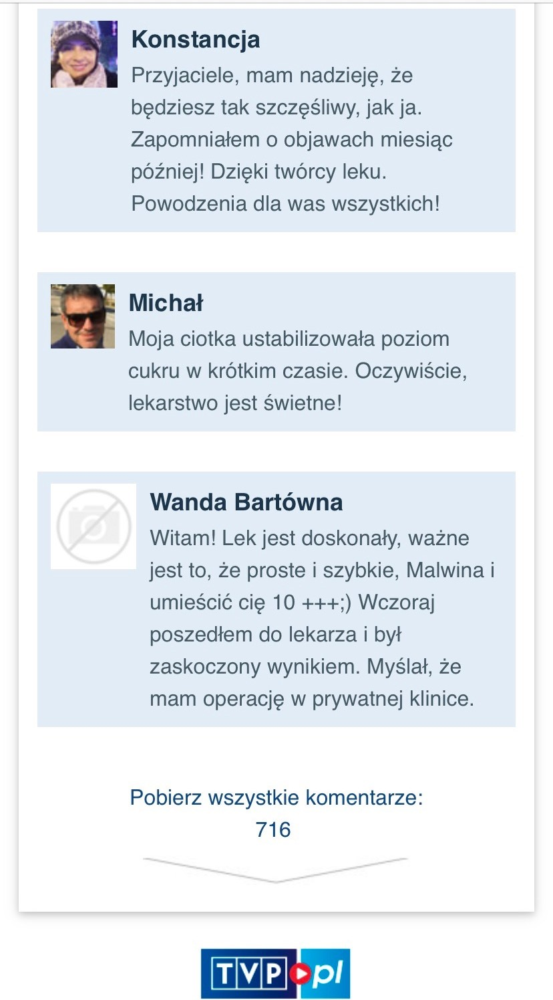 Konstancja
Przyjaciele, mam nadzieję, że
będziesz tak szczęśliwy, jak ja.
Zapomniałem o objawach miesiąc
później! Dzięki twórcy leku.
Powodzenia dla was wszystkich!
Michał
Moja ciotka ustabilizowała poziom
cukru w krótkim czasie. Oczywiście,
lekarstwo jest świetne!
Wanda Bartówna
Witam! Lek jest doskonały, ważne
jest to, że proste i szybkie, Malwina i
umieścić cię 10 +++;) Wczoraj
poszedłem do lekarza i był
zaskoczony wynikiem. Myślał, że
mam operację w prywatnej klinice.
Pobierz wszystkie komentarze:
716
TVP pl